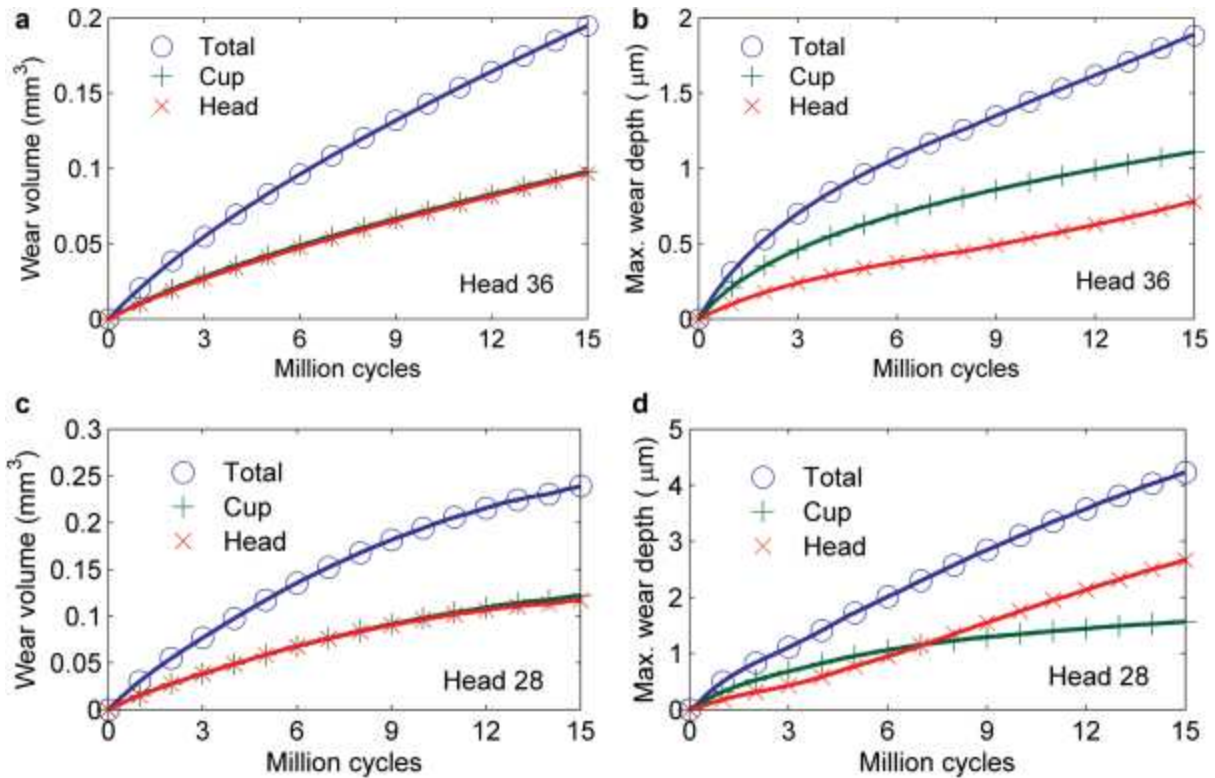 a
0.2
0.15
0.1
0.05
0
Wear volume (mm³)
Total
Cup
Head
Head 36
0 3 6 9 12 15
Million cycles
b
2
1.5
1
0.5
0
Max. wear depth ( μm)
Total
Cup
Head
Head 36
0 3 6 9 12 15
Million cycles
c
0.3
0.25
0.2
0.15
0.1
0.05
0
Wear volume (mm³)
Total
Cup
Head
Head 28
0 3 6 9 12 15
Million cycles
d
5
4
3
2
1
0
Max. wear depth ( μm)
Total
Cup
Head
Head 28
0 3 6 9 12 15
Million cycles